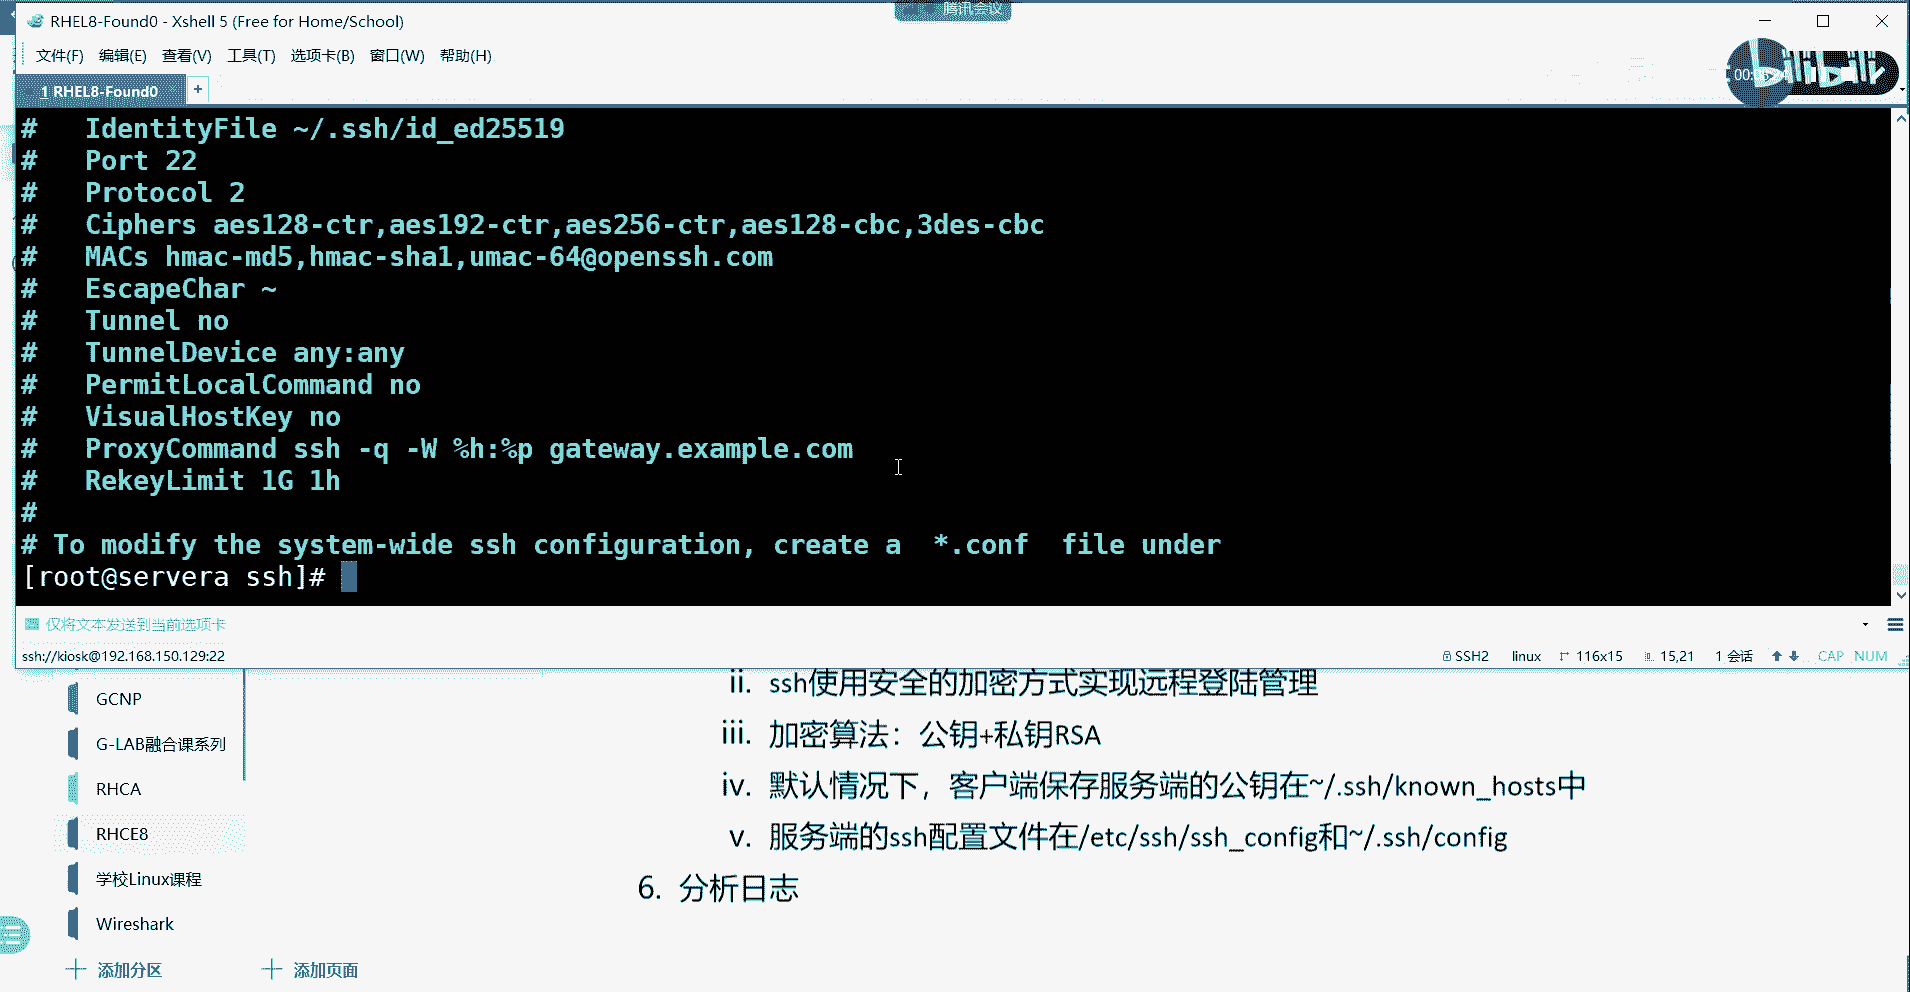 RHEL8-Found0 - Xshell 5 (Free for Home/School)
腾讯会议
文件(F) 编辑(E) 查看(V) 工具(T) 选项卡(B) 窗口(W) 帮助(H)
1 RHEL8-Found0 +
bilibili
# IdentityFile ~/.ssh/id_ed25519
# Port 22
# Protocol 2
# Ciphers aes128-ctr,aes192-ctr,aes256-ctr,aes128-cbc,3des-cbc
# MACs hmac-md5,hmac-sha1,umac-64@openssh.com
# EscapeChar ~
# Tunnel no
# TunnelDevice any:any
# PermitLocalCommand no
# VisualHostKey no
# ProxyCommand ssh -q -W %h:%p gateway.example.com
# RekeyLimit 1G 1h
#
# To modify the system-wide ssh configuration, create a  *.conf  file under
[root@servera ssh]#
仅将文本发送到当前选项卡
ssh://kiosk@192.168.150.129:22 SSH2 linux 116x15 15,21 1 会话 CAP NUM
GCNP
G-LAB融合课系列
RHCA
RHCE8
学校Linux课程
Wireshark
添加分区 添加页面
ii. ssh使用安全的加密方式实现远程登陆管理
iii. 加密算法：公钥+私钥RSA
iv. 默认情况下，客户端保存服务端的公钥在~/.ssh/known_hosts中
v. 服务端的ssh配置文件在/etc/ssh/ssh_config和~/.ssh/config
6. 分析日志